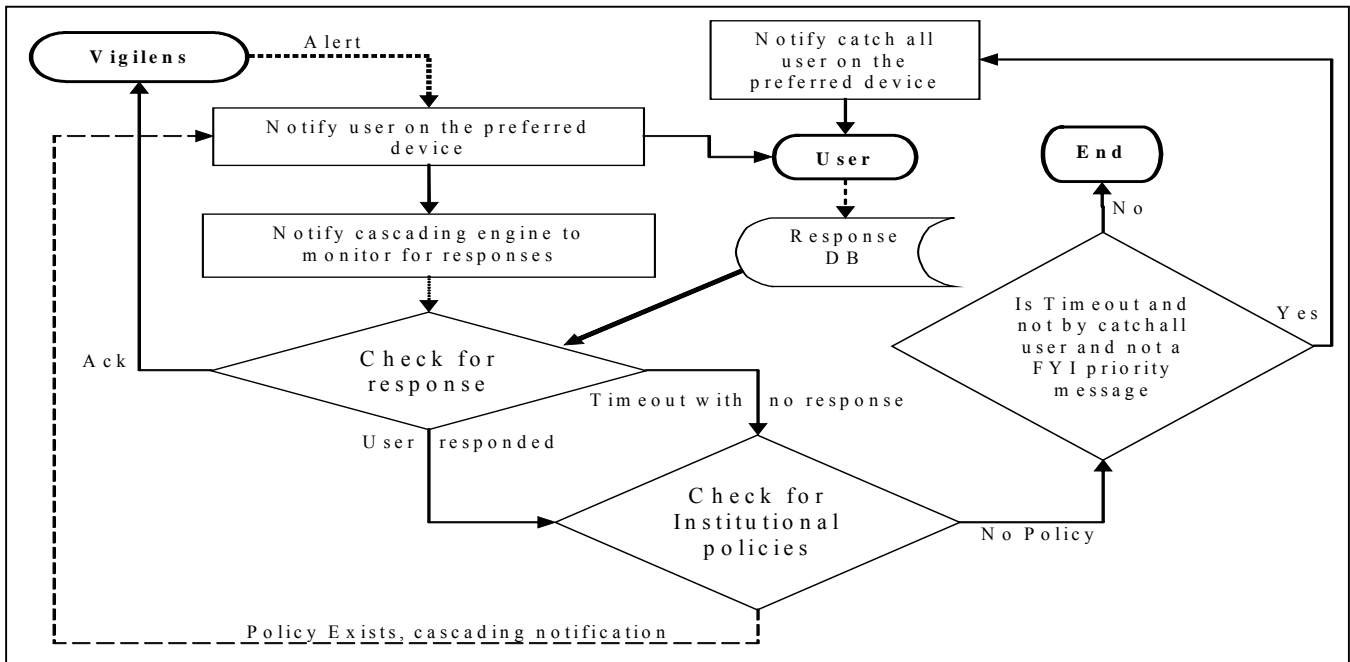 Vigilens
Alert
Notify catch all
user on the
preferred device
Notify user on the preferred
device
User
End
No
Notify cascading engine to
monitor for responses
Response
DB
Is Timeout and
not by catchall
user and not a
FYI priority
message
Yes
Ack
Check for
response
Timeout with no response
User responded
Check for
Institutional
policies
No Policy
Policy Exists, cascading notification